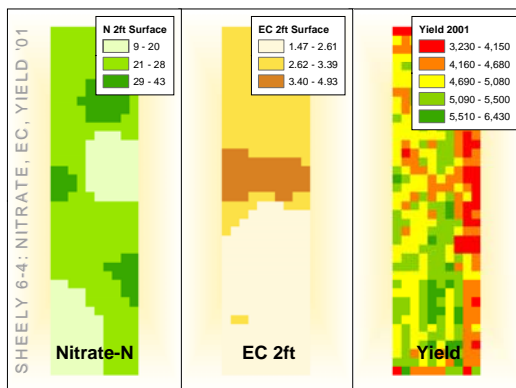 SHEELY 6-4: NITRATE, EC, YIELD '01
N 2ft Surface
9 - 20
21 - 28
29 - 43
Nitrate-N
EC 2ft Surface
1.47 - 2.61
2.62 - 3.39
3.40 - 4.93
EC 2ft
Yield 2001
3,230 - 4,150
4,160 - 4,680
4,690 - 5,080
5,090 - 5,500
5,510 - 6,430
Yield